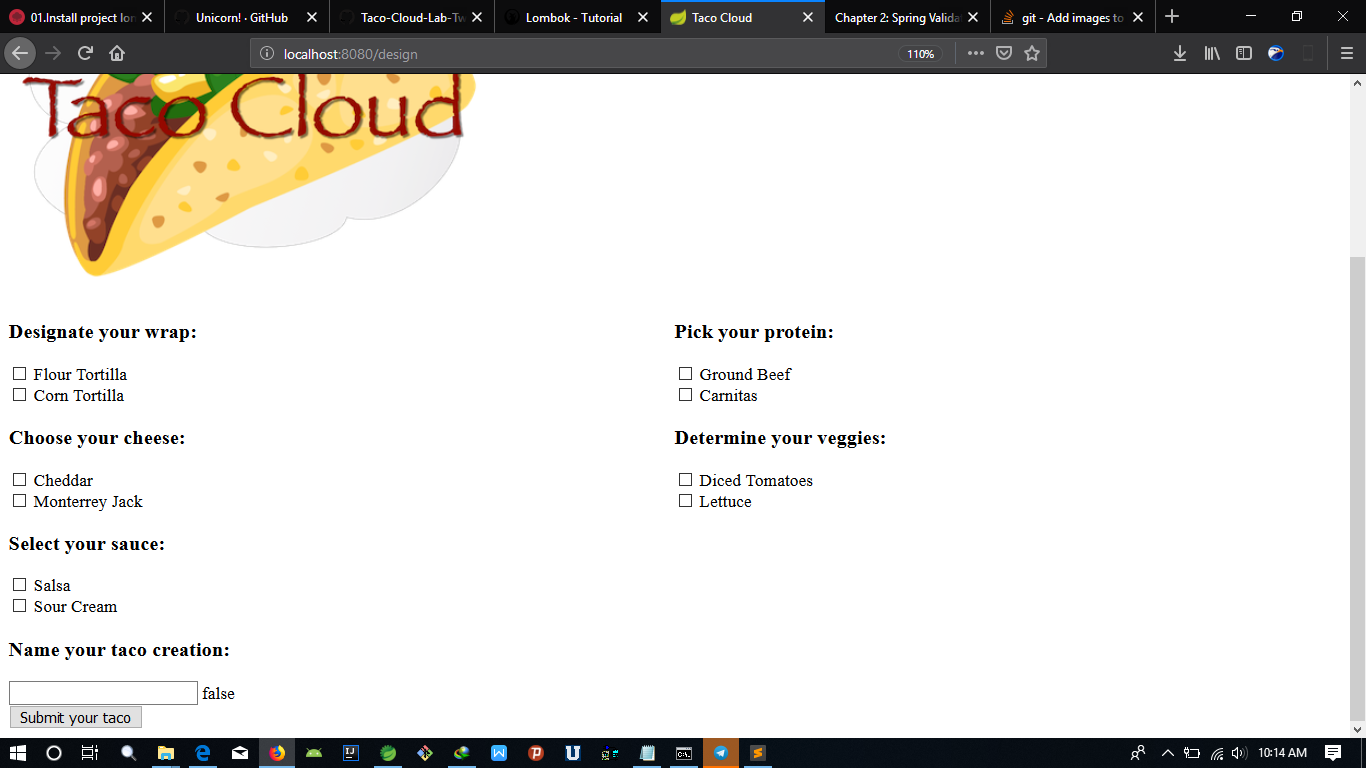 01.Install project lon
Unicorn! · GitHub
Taco-Cloud-Lab-Tw
Lombok - Tutorial
Taco Cloud
Chapter 2: Spring Valida
git - Add images to
localhost:8080/design
110%
Taco Cloud
Designate your wrap:
Flour Tortilla
Corn Tortilla
Pick your protein:
Ground Beef
Carnitas
Choose your cheese:
Cheddar
Monterrey Jack
Determine your veggies:
Diced Tomatoes
Lettuce
Select your sauce:
Salsa
Sour Cream
Name your taco creation:
false
Submit your taco
10:14 AM